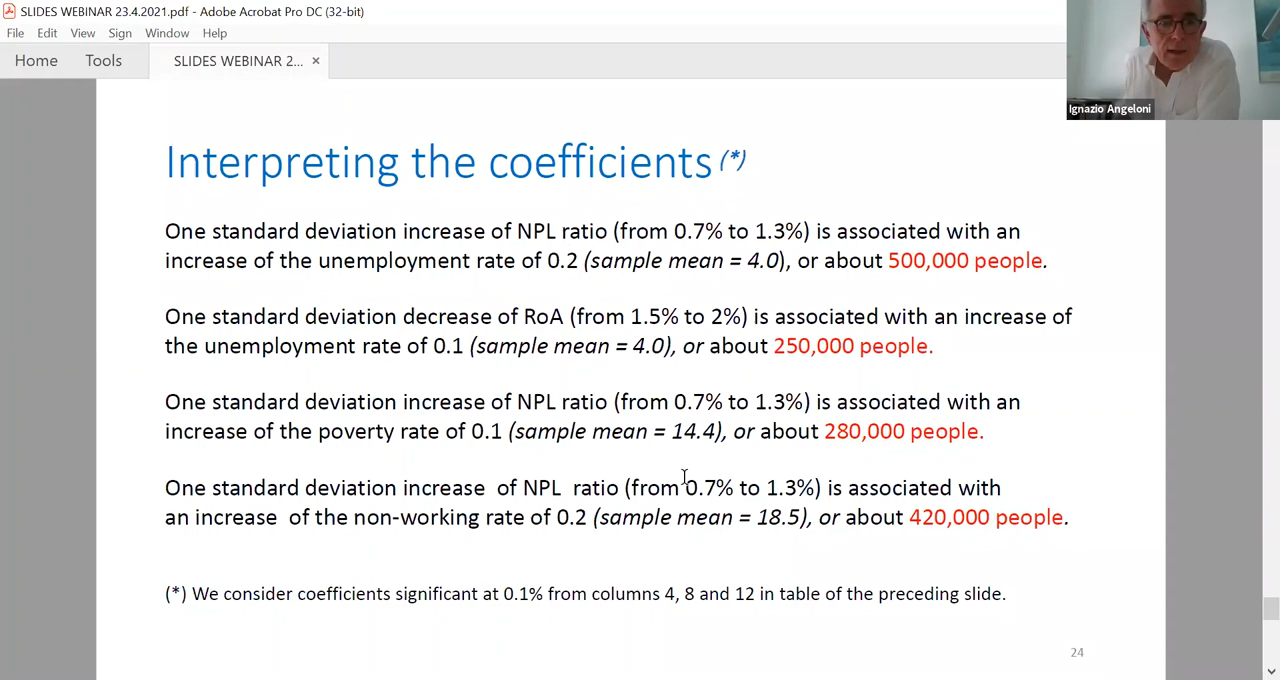 SLIDES WEBINAR 23.4.2021.pdf - Adobe Acrobat Pro DC (32-bit)
File Edit View Sign Window Help
Home Tools SLIDES WEBINAR 2... ×
Ignazio Angeloni
Interpreting the coefficients (*)
One standard deviation increase of NPL ratio (from 0.7% to 1.3%) is associated with an
increase of the unemployment rate of 0.2 (sample mean = 4.0), or about 500,000 people.
One standard deviation decrease of RoA (from 1.5% to 2%) is associated with an increase of
the unemployment rate of 0.1 (sample mean = 4.0), or about 250,000 people.
One standard deviation increase of NPL ratio (from 0.7% to 1.3%) is associated with an
increase of the poverty rate of 0.1 (sample mean = 14.4), or about 280,000 people.
One standard deviation increase of NPL ratio (from 0.7% to 1.3%) is associated with
an increase of the non-working rate of 0.2 (sample mean = 18.5), or about 420,000 people.
(*) We consider coefficients significant at 0.1% from columns 4, 8 and 12 in table of the preceding slide.
24